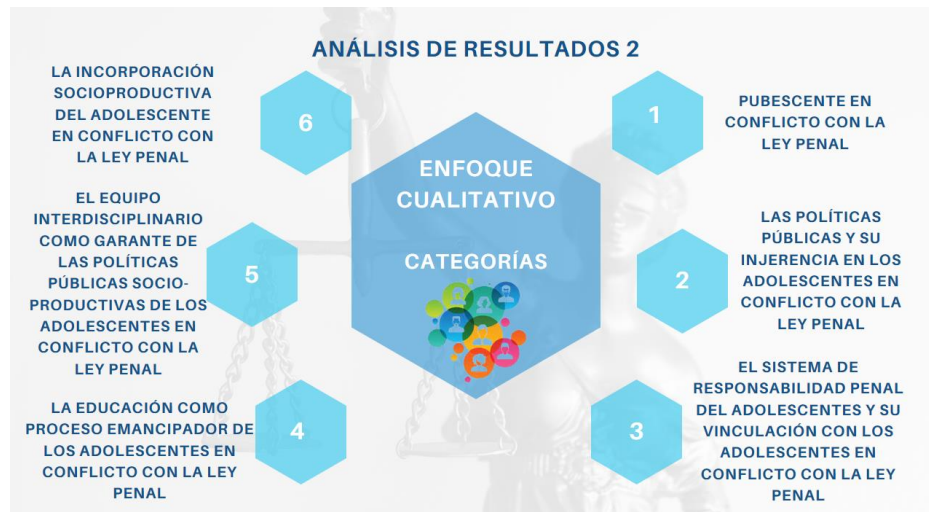 ANÁLISIS DE RESULTADOS 2
ENFOQUE
CUALITATIVO
CATEGORÍAS
1
PUBESCENTE EN
CONFLICTO CON LA
LEY PENAL
2
LAS POLÍTICAS
PÚBLICAS Y SU
INJERENCIA EN LOS
ADOLESCENTES EN
CONFLICTO CON LA
LEY PENAL
3
EL SISTEMA DE
RESPONSABILIDAD PENAL
DEL ADOLESCENTES Y SU
VINCULACIÓN CON LOS
ADOLESCENTES EN
CONFLICTO CON LA LEY
PENAL
4
LA EDUCACIÓN COMO
PROCESO EMANCIPADOR DE
LOS ADOLESCENTES EN
CONFLICTO CON LA LEY
PENAL
5
EL EQUIPO
INTERDISCIPLINARIO
COMO GARANTE DE
LAS POLÍTICAS
PÚBLICAS SOCIO-
PRODUCTIVAS DE LOS
ADOLESCENTES EN
CONFLICTO CON LA
LEY PENAL
6
LA INCORPORACIÓN
SOCIOPRODUCTIVA
DEL ADOLESCENTE
EN CONFLICTO CON
LA LEY PENAL